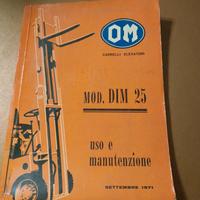 OM
CARRELLI ELEVATORI
MOD. DIM 25
uso e
manutenzione
SETTEMBRE 1971